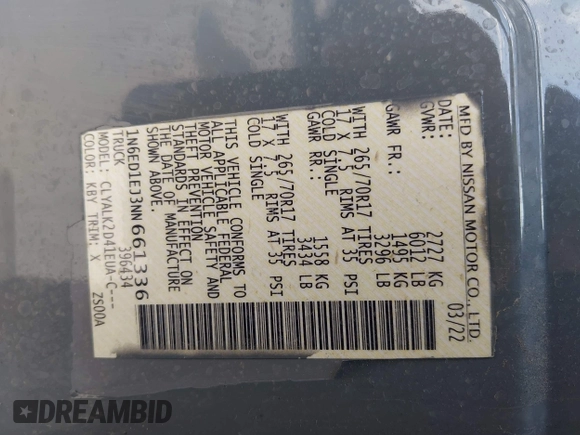 MFD BY NISSAN MOTOR CO., LTD.
DATE: 03/22
GVWR: 2727 KG
6012 LB
GAWR FR.: 1495 KG
3296 LB
WITH 265/70R17 TIRES
17 X 7.5 RIMS AT 35 PSI
COLD SINGLE
GAWR RR.: 1558 KG
3434 LB
WITH 265/70R17 TIRES
17 X 7.5 RIMS AT 35 PSI
COLD SINGLE
THIS VEHICLE CONFORMS TO
ALL APPLICABLE FEDERAL
MOTOR VEHICLE SAFETY AND
THEFT PREVENTION
STANDARDS IN EFFECT ON
THE DATE OF MANUFACTURE
SHOWN ABOVE.
1N6ED1EJ3NN661336
TRUCK 396434
MODEL: CLYALK2D41EUA-C---
COLOR: KBY TRIM: X ZS00A
DREAMBID